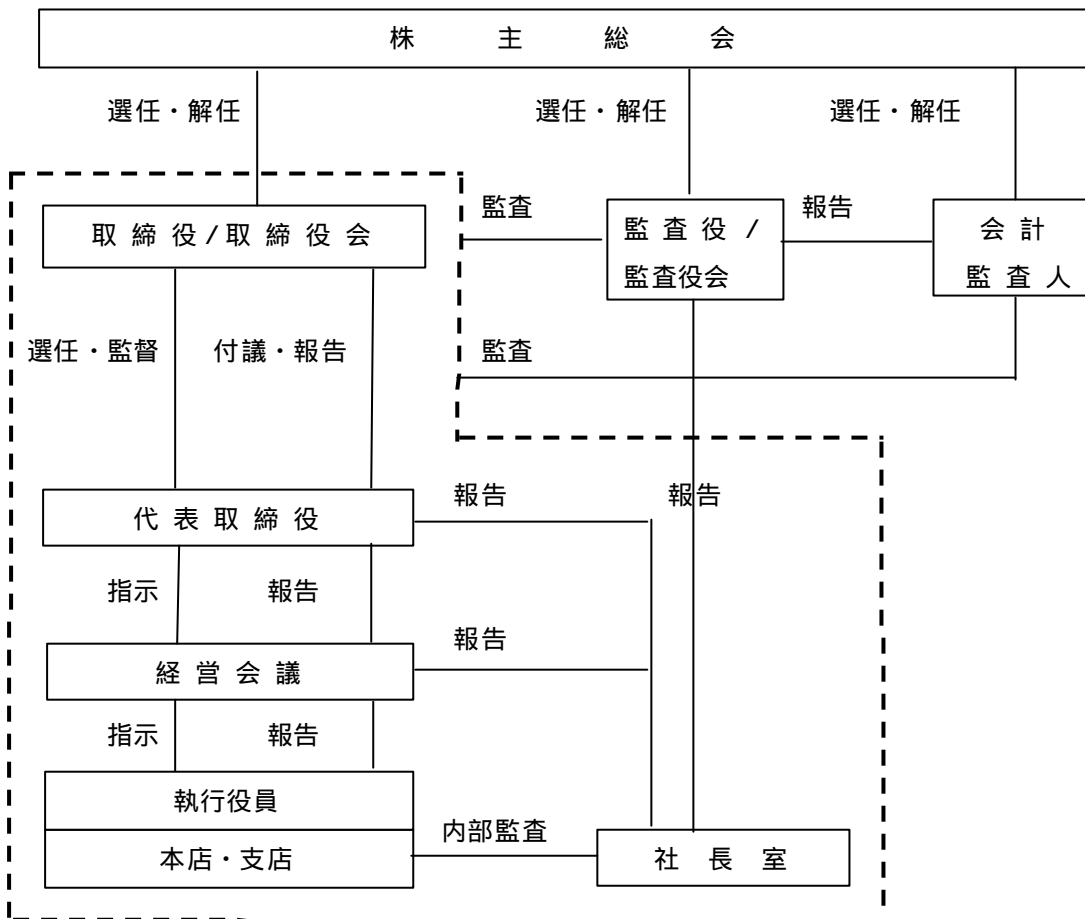 株主総会
選任・解任
選任・解任
選任・解任
取締役/取締役会
監査
監査役/
監査役会
報告
会計
監査人
選任・監督
付議・報告
監査
代表取締役
報告
報告
指示
報告
経営会議
報告
指示
報告
執行役員
本店・支店
内部監査
社長室